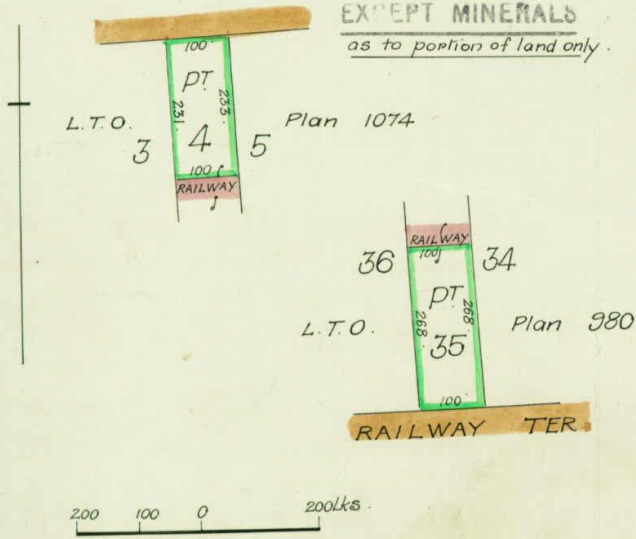 EXCEPT MINERALS
as to portion of land only.
100
PT.
231.
233.
L.T.O.
3
4
5
Plan 1074
100
RAILWAY
RAILWAY
36
100
34
PT
268
268
L.T.O.
35
Plan 980
100
RAILWAY TER
200 100 0 200Lks.